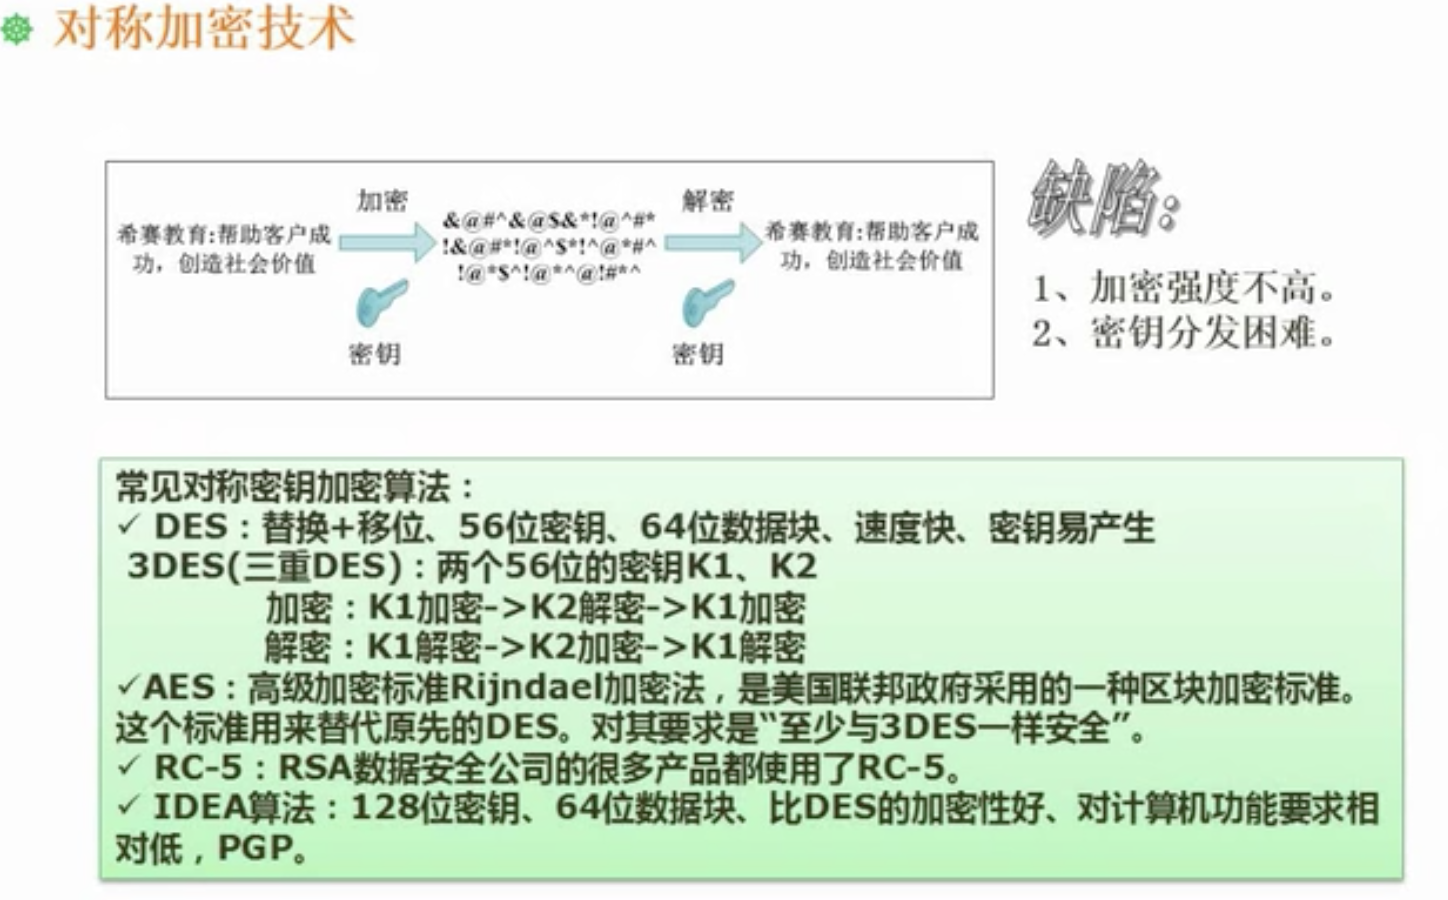 对称加密技术
加密
解密
希赛教育:帮助客户成
功，创造社会价值
&@#^&@$&*!@^#*
!&@#*!@^$*!^@*#^
!@*$^!@*^@!#*^
希赛教育:帮助客户成
功，创造社会价值
密钥
密钥
缺陷:
1、加密强度不高。
2、密钥分发困难。
常见对称密钥加密算法：
✓ DES：替换+移位、56位密钥、64位数据块、速度快、密钥易产生
3DES(三重DES)：两个56位的密钥K1、K2
加密：K1加密->K2解密->K1加密
解密：K1解密->K2加密->K1解密
✓AES：高级加密标准Rijndael加密法，是美国联邦政府采用的一种区块加密标准。
这个标准用来替代原先的DES。对其要求是“至少与3DES一样安全”。
✓ RC-5：RSA数据安全公司的很多产品都使用了RC-5。
✓ IDEA算法：128位密钥、64位数据块、比DES的加密性好、对计算机功能要求相
对低，PGP。